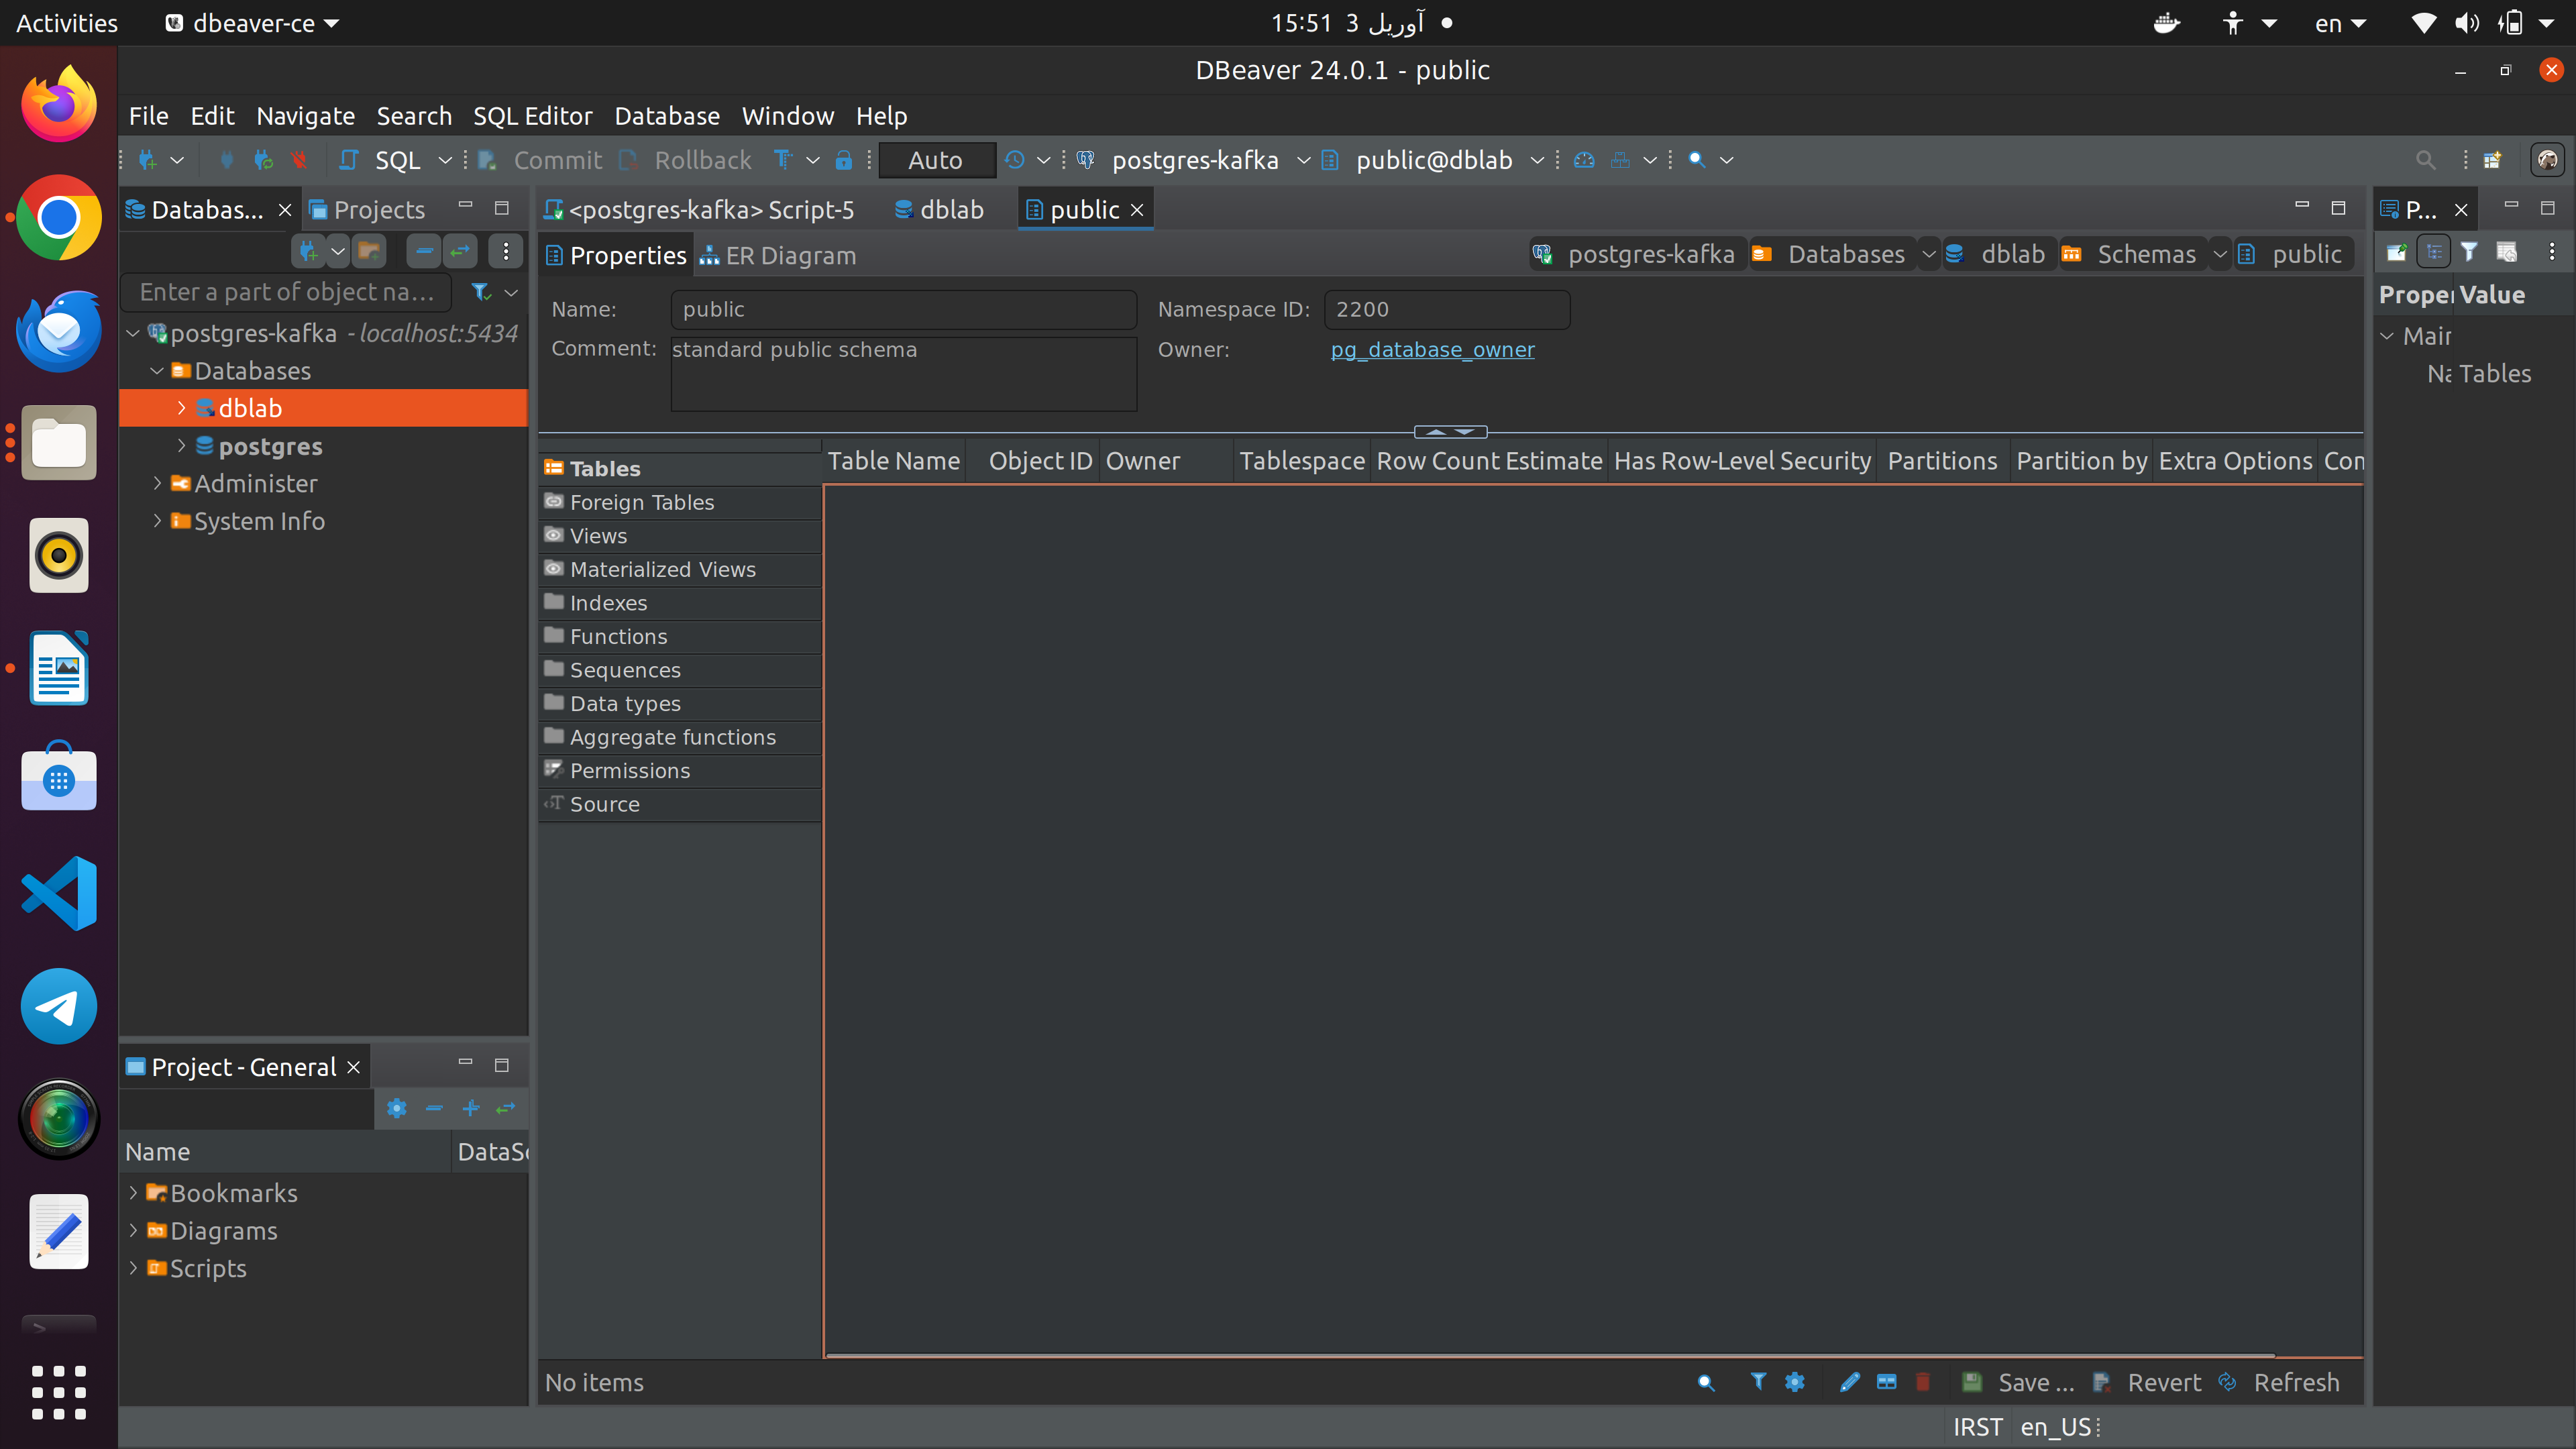 Activities
dbeaver-ce
15:51 3 آوریل
en
DBeaver 24.0.1 - public
File Edit Navigate Search SQL Editor Database Window Help
SQL
Commit
Rollback
Auto
postgres-kafka
public@dblab
Databas...
Projects
Enter a part of object na...
postgres-kafka - localhost:5434
Databases
dblab
postgres
Administer
System Info
Project - General
Name
DataSo
Bookmarks
Diagrams
Scripts
<postgres-kafka> Script-5
dblab
public
Properties
ER Diagram
postgres-kafka
Databases
dblab
Schemas
public
Name: public
Namespace ID: 2200
Comment: standard public schema
Owner: pg_database_owner
Tables
Foreign Tables
Views
Materialized Views
Indexes
Functions
Sequences
Data types
Aggregate functions
Permissions
Source
Table Name Object ID Owner Tablespace Row Count Estimate Has Row-Level Security Partitions Partition by Extra Options Con
No items
Save ...
Revert
Refresh
P...
Proper Value
Main
Na Tables
IRST en_US